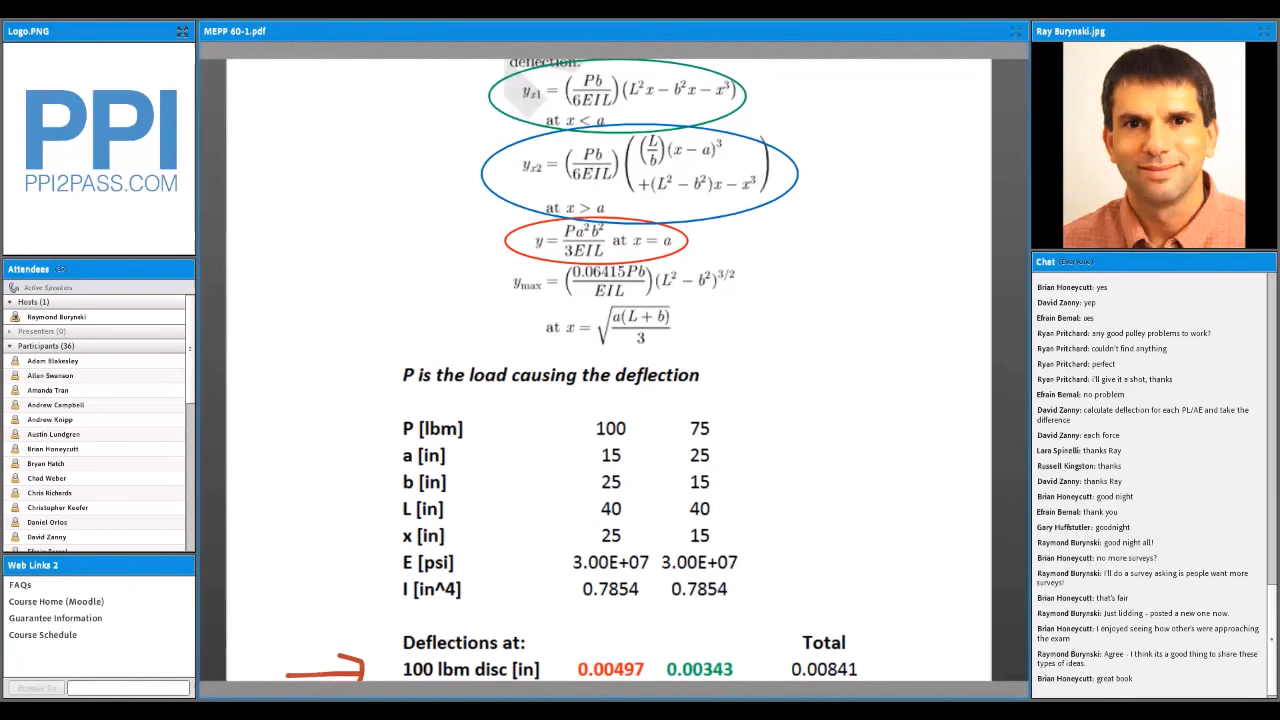 Logo.PNG
PPI
PPI2PASS.COM
Attendees
Active Speakers
Hosts (1)
Raymond Burynski
Presenters (0)
Participants (36)
Adam Blakesley
Allen Swanson
Amanda Tran
Andrew Campbell
Andrew Knipp
Austin Lundgren
Brian Honeycutt
Bryan Hatch
Chad Weber
Chris Richards
Christopher Keefer
Daniel Orlos
David Zanny
Web Links 2
FAQs
Course Home (Moodle)
Guarantee Information
Course Schedule
Browse To
MEPP 60-1.pdf
deflection:
y_x1 = (Pb/6EIL)(L²x − b²x − x³)
at x < a
y_x2 = (Pb/6EIL)((L/b)(x − a)³
+(L² − b²)x − x³)
at x > a
y = Pa²b²/3EIL at x = a
y_max = (0.06415Pb/EIL)(L² − b²)^3/2
at x = √(a(L + b)/3)
P is the load causing the deflection
P [lbm] 100 75
a [in] 15 25
b [in] 25 15
L [in] 40 40
x [in] 25 15
E [psi] 3.00E+07 3.00E+07
I [in^4] 0.7854 0.7854
Deflections at: Total
100 lbm disc [in] 0.00497 0.00343 0.00841
Ray Burynski.jpg
Chat (Everyone)
Brian Honeycutt: yes
David Zanny: yep
Efrain Bernal: ues
Ryan Pritchard: any good pulley problems to work?
Ryan Pritchard: couldn't find anything
Ryan Pritchard: perfect
Ryan Pritchard: i'll give it a shot, thanks
Efrain Bernal: no problem
David Zanny: calculate deflection for each PL/AE and take the
difference
David Zanny: each force
Lara Spinelli: thanks Ray
Russell Kingston: thanks
David Zanny: thanks Ray
Brian Honeycutt: good night
Efrain Bernal: thank you
Gary Huffstutler: goodnight
Raymond Burynski: good night all!
Brian Honeycutt: no more surveys?
Raymond Burynski: I'll do a survey asking is people want more
surveys!
Brian Honeycutt: that's fair
Raymond Burynski: Just lidding - posted a new one now.
Brian Honeycutt: I enjoyed seeing how other's were approaching
the exam
Raymond Burynski: Agree - I think its a good thing to share these
types of ideas.
Brian Honeycutt: great book